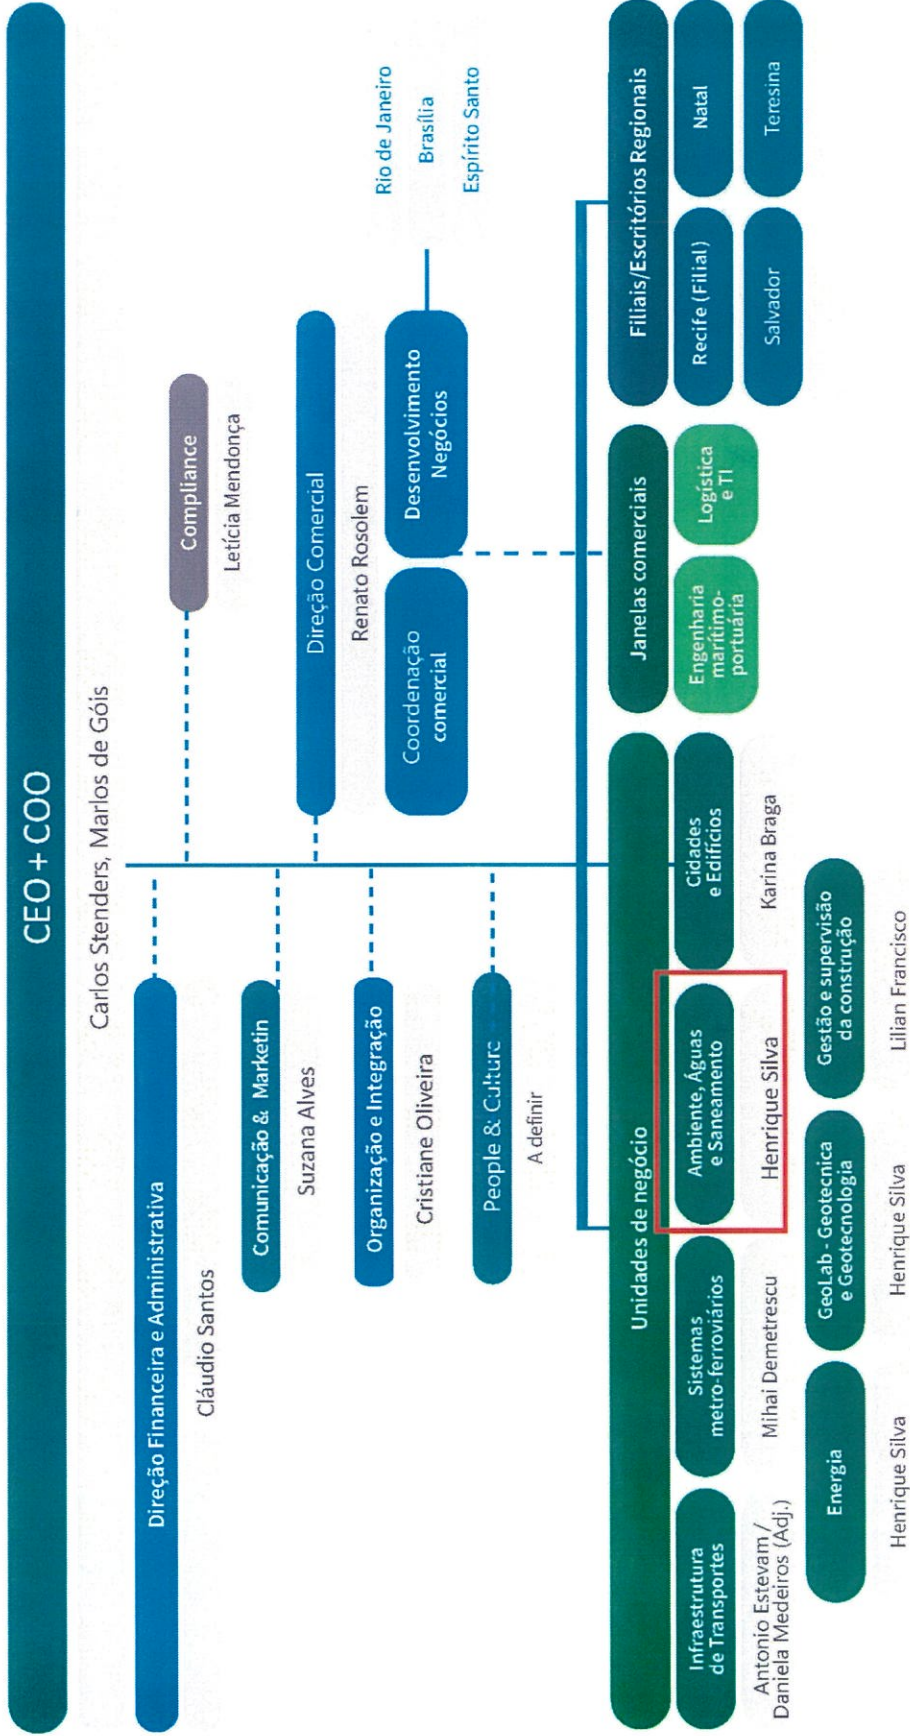 CEO + COO
Carlos Stenders, Marlos de Góis
Direção Financeira e Administrativa
Cláudio Santos
Compliance
Letícia Mendonça
Comunicação & Marketin
Suzana Alves
Direção Comercial
Renato Rosolem
Organização e Integração
Cristiane Oliveira
Coordenação
comercial
Desenvolvimento
Negócios
Rio de Janeiro
Brasília
Espírito Santo
People & Culture
A definir
Unidades de negócio
Infraestrutura
de Transportes
Antonio Estevam /
Daniela Medeiros (Adj.)
Sistemas
metro-ferroviários
Mihai Demetrescu
Ambiente, Águas
e Saneamento
Henrique Silva
Cidades
e Edifícios
Karina Braga
Energia
Henrique Silva
GeoLab - Geotecnica
e Geotecnologia
Henrique Silva
Gestão e supervisão
da construção
Lilian Francisco
Janelas comerciais
Engenharia
marítimo-
portuária
Logística
e TI
Filiais/Escritórios Regionais
Recife (Filial)
Natal
Salvador
Teresina